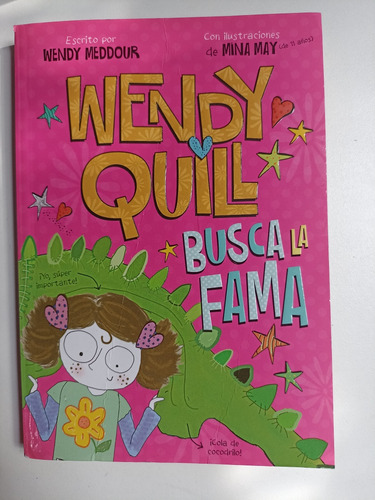 Escrito por
WENDY MEDDOUR
Con ilustraciones
de MINA MAY (de 11 años)
WENDY
QUILL
BUSCA LA
FAMA
¡Yo, súper
importante!
¡Cola de
cocodrilo!